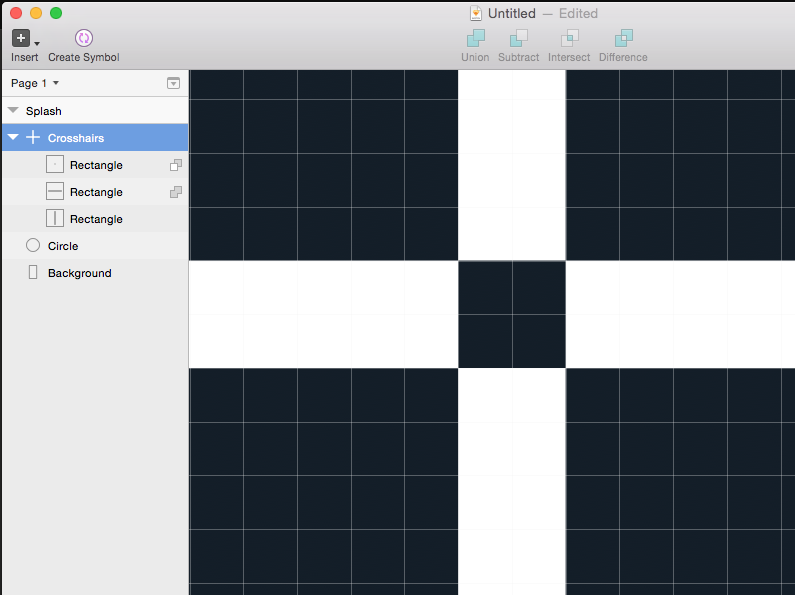 Untitled — Edited
Insert Create Symbol Union Subtract Intersect Difference
Page 1
Splash
Crosshairs
Rectangle
Rectangle
Rectangle
Circle
Background